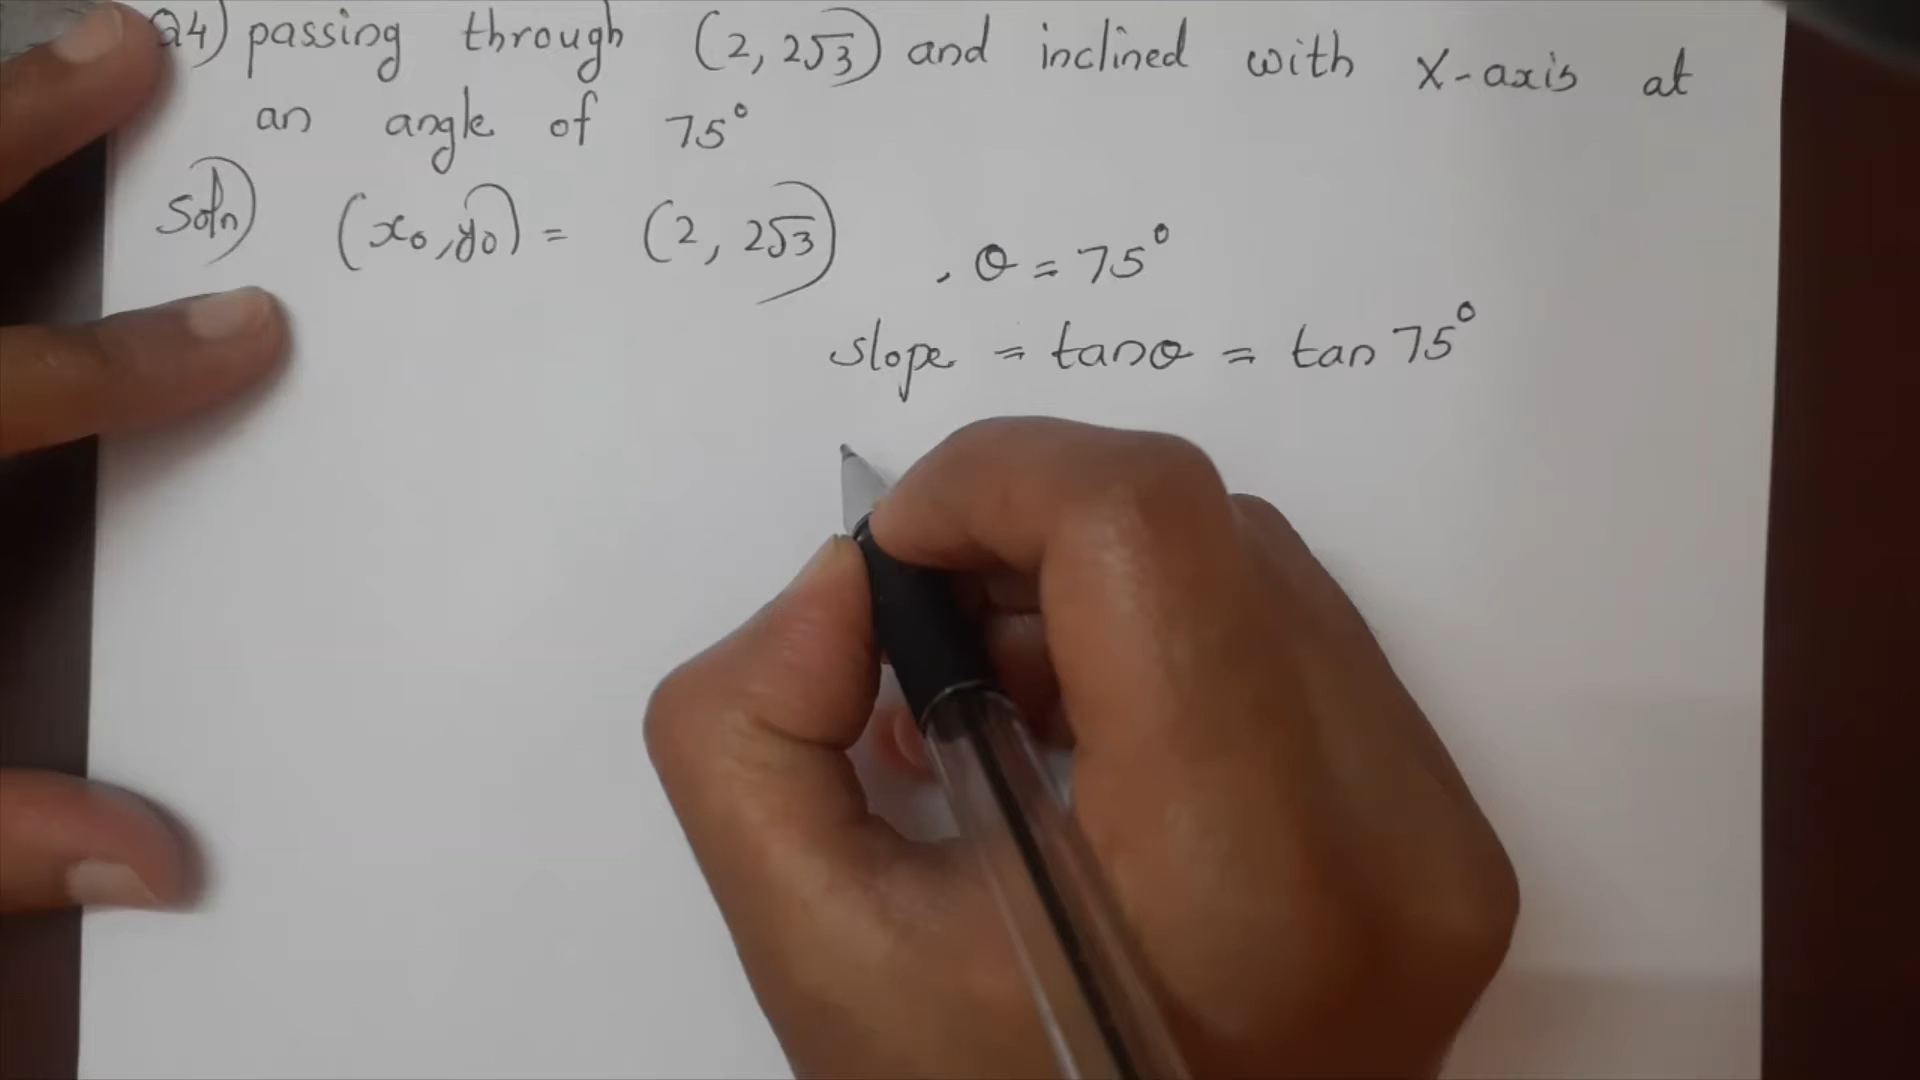 Q4) passing through (2, 2√3) and inclined with X-axis at
an angle of 75°
Soln) (x₀, y₀) = (2, 2√3) , θ = 75°
slope = tanθ = tan 75°